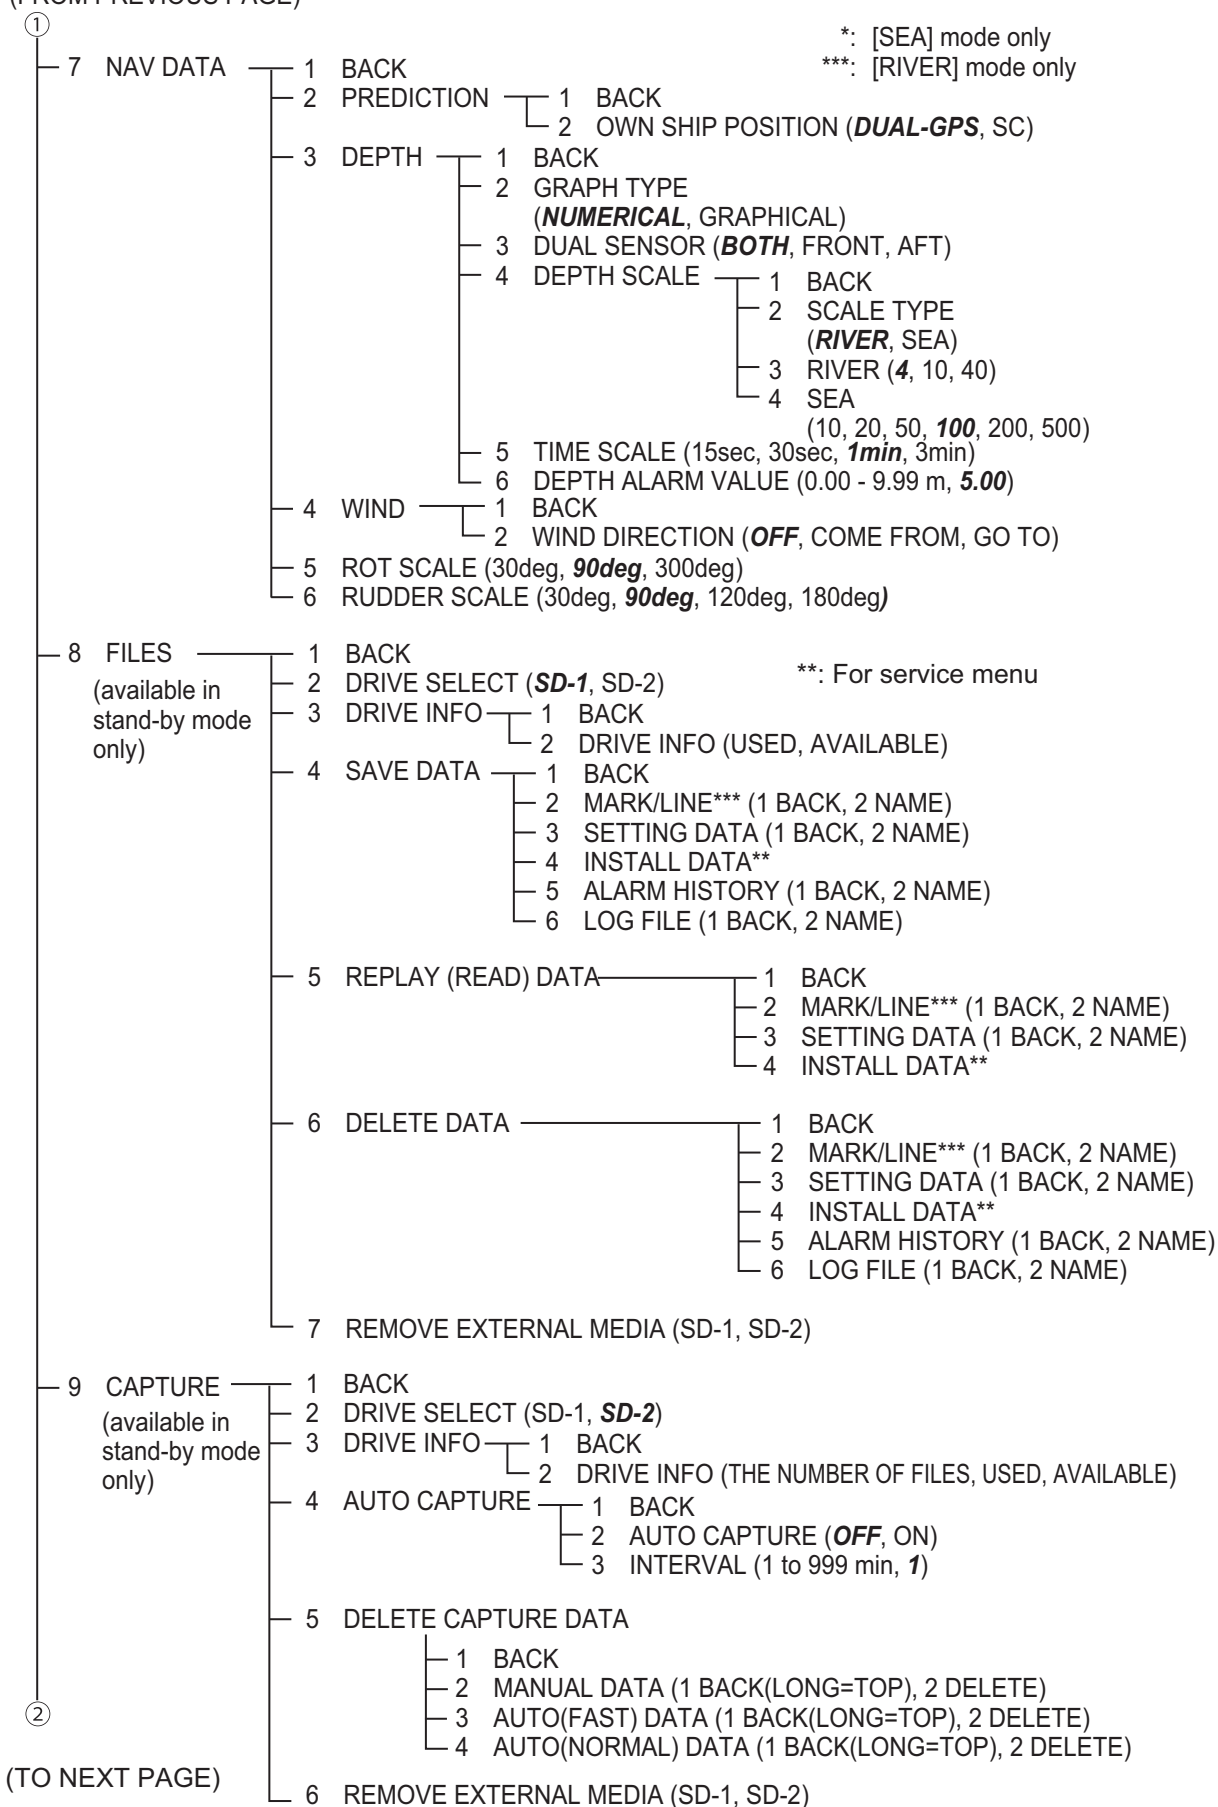 (FROM PREVIOUS PAGE)
①
*: [SEA] mode only
***: [RIVER] mode only
7 NAV DATA
1 BACK
2 PREDICTION
1 BACK
2 OWN SHIP POSITION (DUAL-GPS, SC)
3 DEPTH
1 BACK
2 GRAPH TYPE
(NUMERICAL, GRAPHICAL)
3 DUAL SENSOR (BOTH, FRONT, AFT)
4 DEPTH SCALE
1 BACK
2 SCALE TYPE
(RIVER, SEA)
3 RIVER (4, 10, 40)
4 SEA
(10, 20, 50, 100, 200, 500)
5 TIME SCALE (15sec, 30sec, 1min, 3min)
6 DEPTH ALARM VALUE (0.00 - 9.99 m, 5.00)
4 WIND
1 BACK
2 WIND DIRECTION (OFF, COME FROM, GO TO)
5 ROT SCALE (30deg, 90deg, 300deg)
6 RUDDER SCALE (30deg, 90deg, 120deg, 180deg)
8 FILES
(available in
stand-by mode
only)
**: For service menu
1 BACK
2 DRIVE SELECT (SD-1, SD-2)
3 DRIVE INFO
1 BACK
2 DRIVE INFO (USED, AVAILABLE)
4 SAVE DATA
1 BACK
2 MARK/LINE*** (1 BACK, 2 NAME)
3 SETTING DATA (1 BACK, 2 NAME)
4 INSTALL DATA**
5 ALARM HISTORY (1 BACK, 2 NAME)
6 LOG FILE (1 BACK, 2 NAME)
5 REPLAY (READ) DATA
1 BACK
2 MARK/LINE*** (1 BACK, 2 NAME)
3 SETTING DATA (1 BACK, 2 NAME)
4 INSTALL DATA**
6 DELETE DATA
1 BACK
2 MARK/LINE*** (1 BACK, 2 NAME)
3 SETTING DATA (1 BACK, 2 NAME)
4 INSTALL DATA**
5 ALARM HISTORY (1 BACK, 2 NAME)
6 LOG FILE (1 BACK, 2 NAME)
7 REMOVE EXTERNAL MEDIA (SD-1, SD-2)
9 CAPTURE
(available in
stand-by mode
only)
1 BACK
2 DRIVE SELECT (SD-1, SD-2)
3 DRIVE INFO
1 BACK
2 DRIVE INFO (THE NUMBER OF FILES, USED, AVAILABLE)
4 AUTO CAPTURE
1 BACK
2 AUTO CAPTURE (OFF, ON)
3 INTERVAL (1 to 999 min, 1)
5 DELETE CAPTURE DATA
1 BACK
2 MANUAL DATA (1 BACK(LONG=TOP), 2 DELETE)
3 AUTO(FAST) DATA (1 BACK(LONG=TOP), 2 DELETE)
4 AUTO(NORMAL) DATA (1 BACK(LONG=TOP), 2 DELETE)
6 REMOVE EXTERNAL MEDIA (SD-1, SD-2)
②
(TO NEXT PAGE)